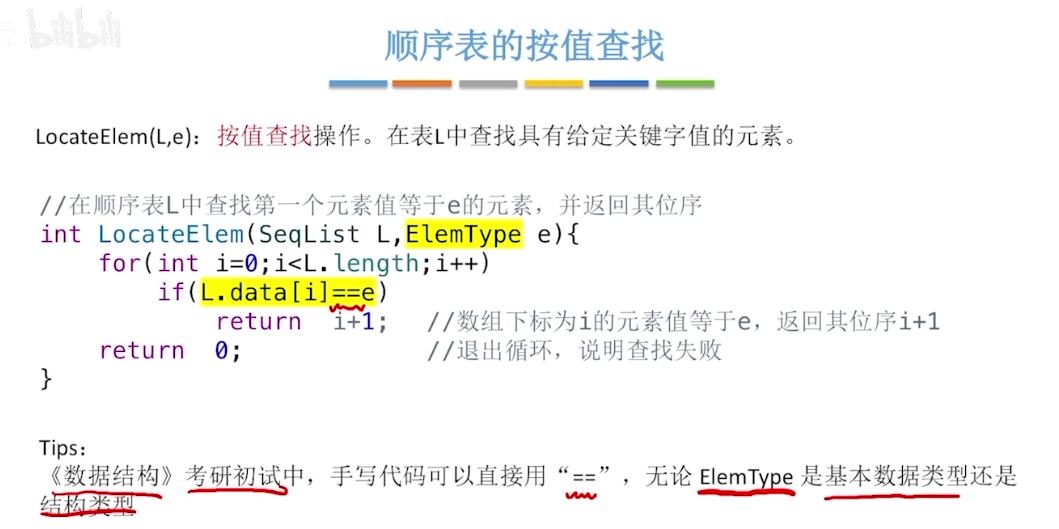 bilibili
顺序表的按值查找
LocateElem(L,e)：按值查找操作。在表L中查找具有给定关键字值的元素。
//在顺序表L中查找第一个元素值等于e的元素，并返回其位序
int LocateElem(SeqList L,ElemType e){
    for(int i=0;i<L.length;i++)
        if(L.data[i]==e)
            return  i+1;   //数组下标为i的元素值等于e，返回其位序i+1
    return  0;             //退出循环，说明查找失败
}
Tips：
《数据结构》考研初试中，手写代码可以直接用“==”，无论 ElemType 是基本数据类型还是
结构类型